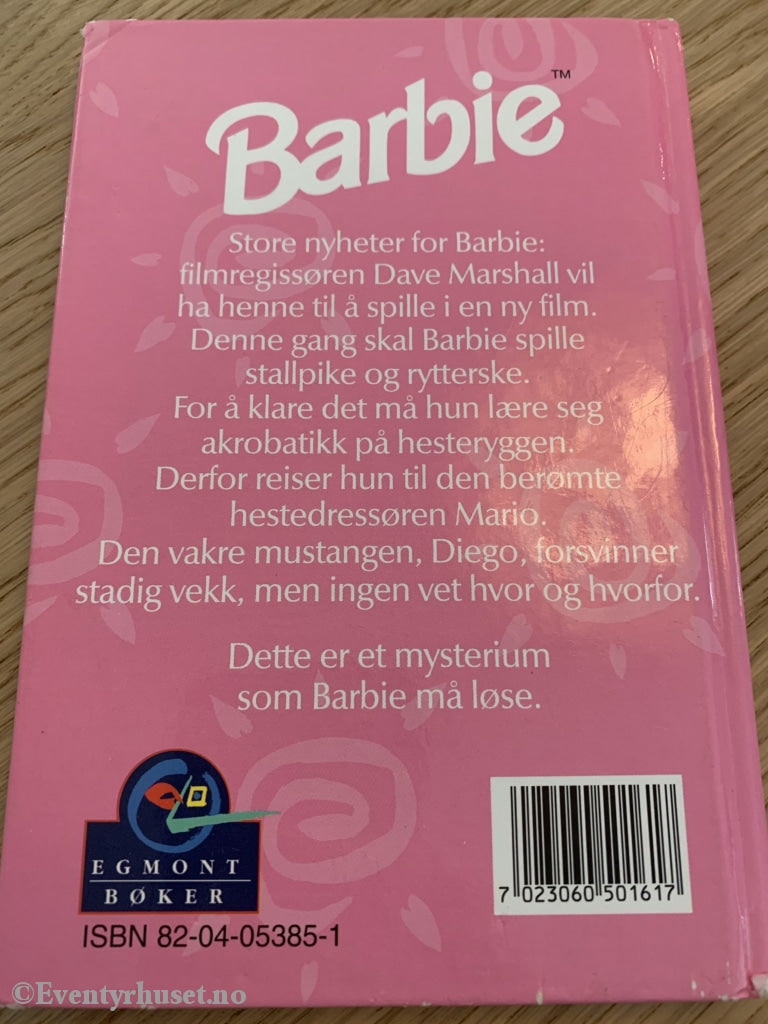 Barbie™
Store nyheter for Barbie:
filmregissøren Dave Marshall vil
ha henne til å spille i en ny film.
Denne gang skal Barbie spille
stallpike og rytterske.
For å klare det må hun lære seg
akrobatikk på hesteryggen.
Derfor reiser hun til den berømte
hestedressøren Mario.
Den vakre mustangen, Diego, forsvinner
stadig vekk, men ingen vet hvor og hvorfor.
Dette er et mysterium
som Barbie må løse.
EGMONT
BØKER
ISBN 82-04-05385-1
7 023060 501617
©Eventyrhuset.no